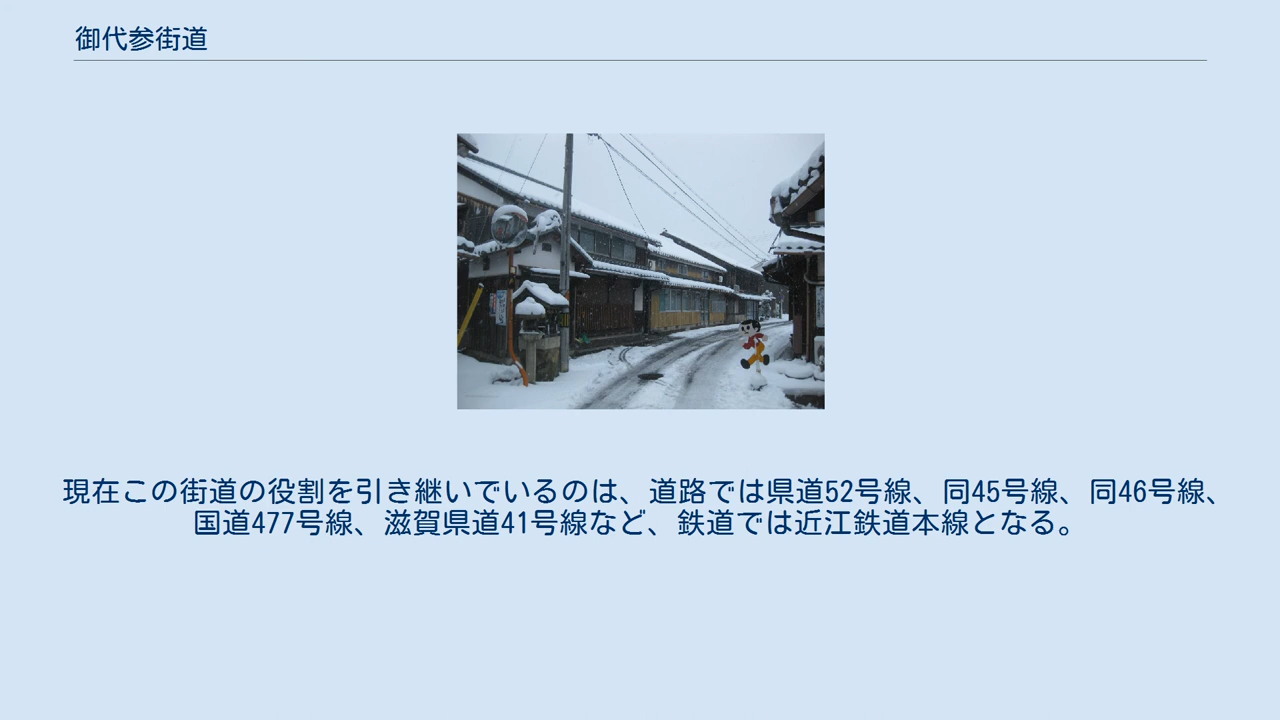 御代参街道
現在この街道の役割を引き継いでいるのは、道路では県道52号線、同45号線、同46号線、
国道477号線、滋賀県道41号線など、鉄道では近江鉄道本線となる。